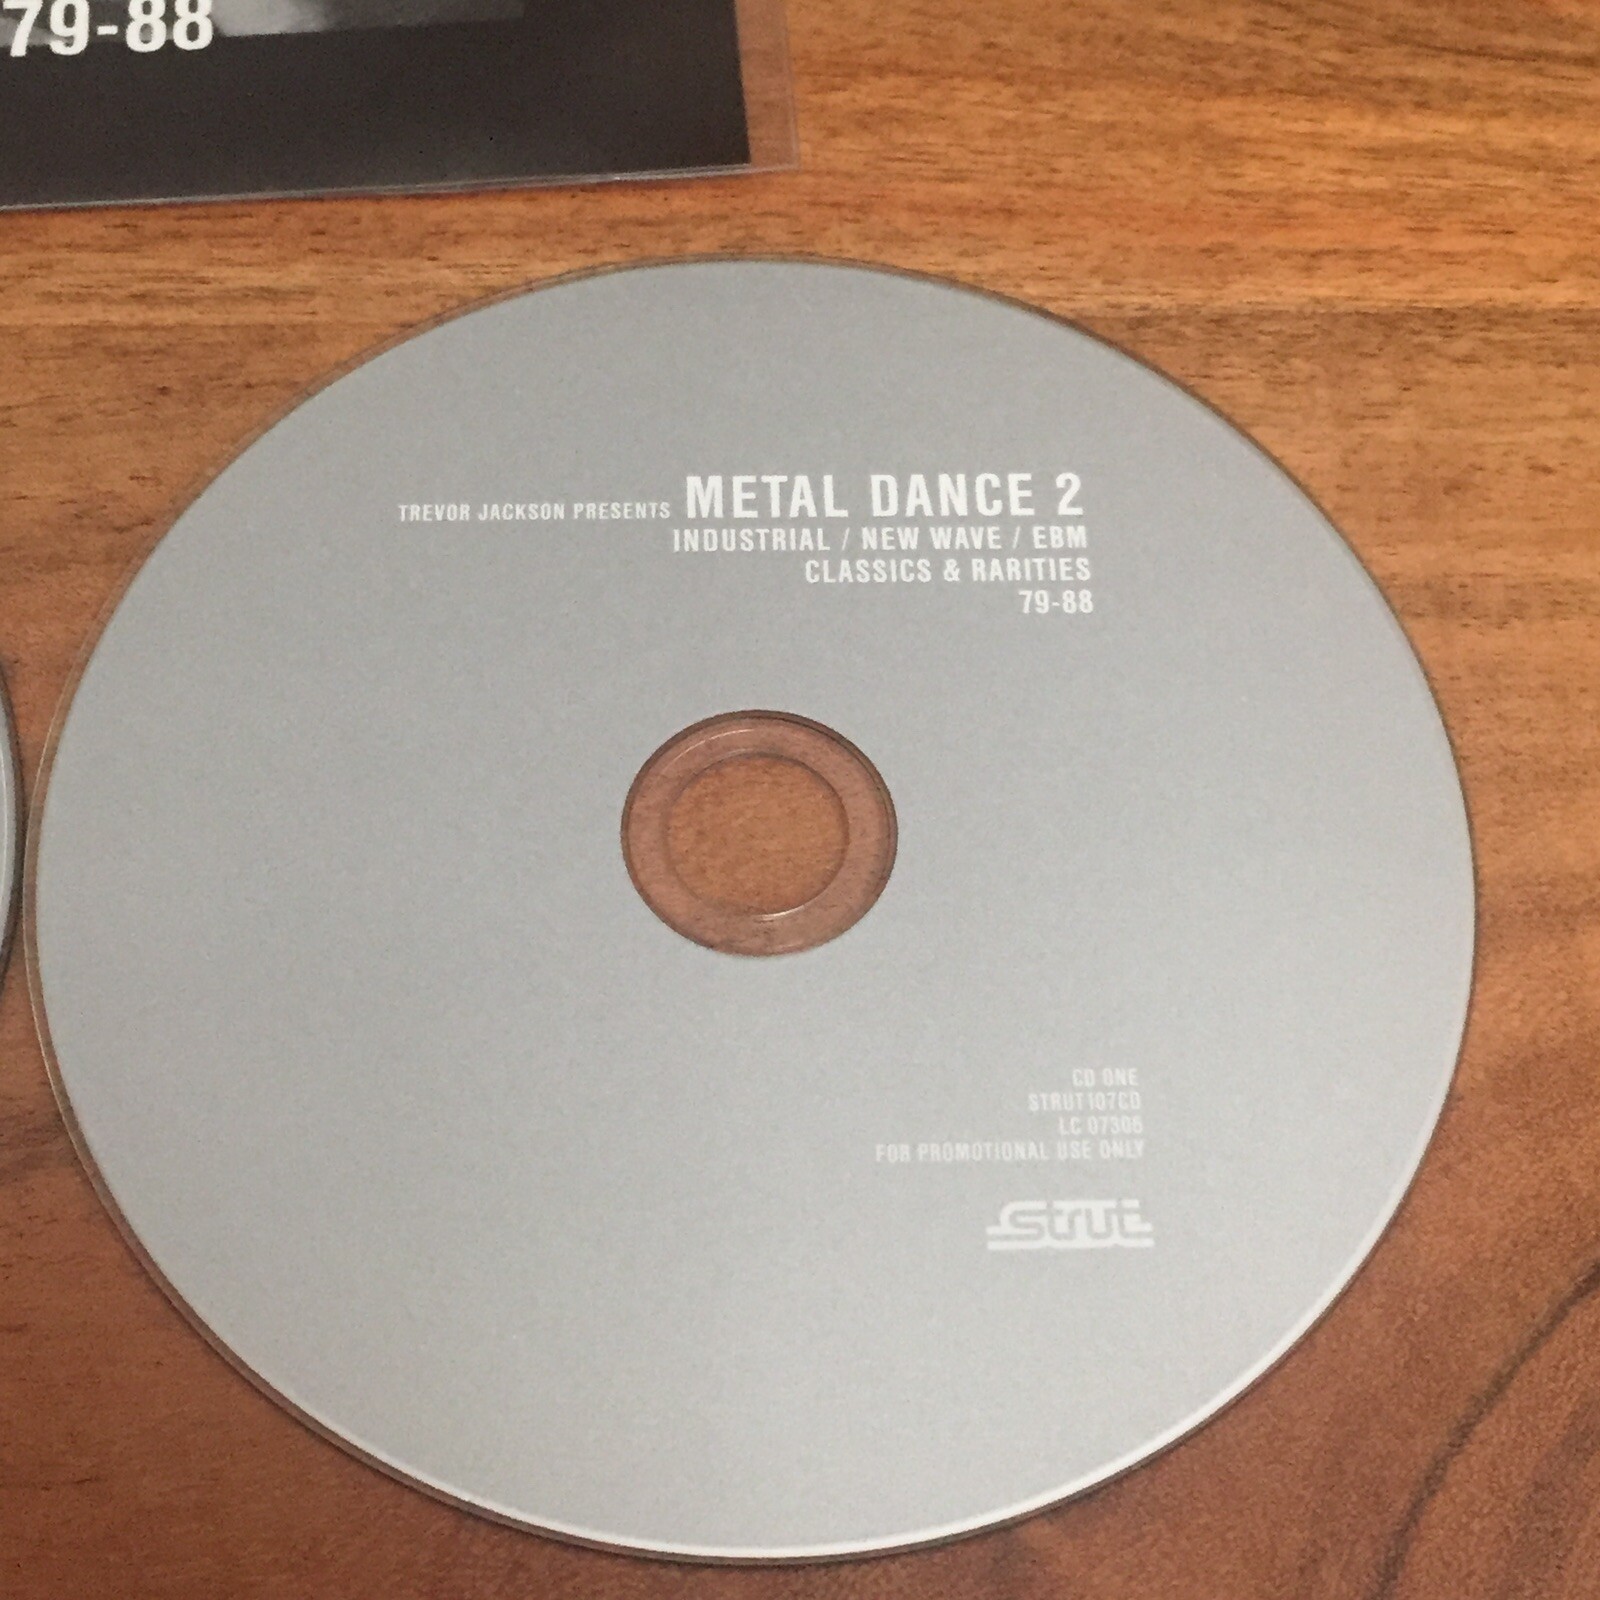 79-88
TREVOR JACKSON PRESENTS METAL DANCE 2
INDUSTRIAL / NEW WAVE / EBM
CLASSICS & RARITIES
79-88
CD ONE
STRUT107CD
LC 07306
FOR PROMOTIONAL USE ONLY
Strut